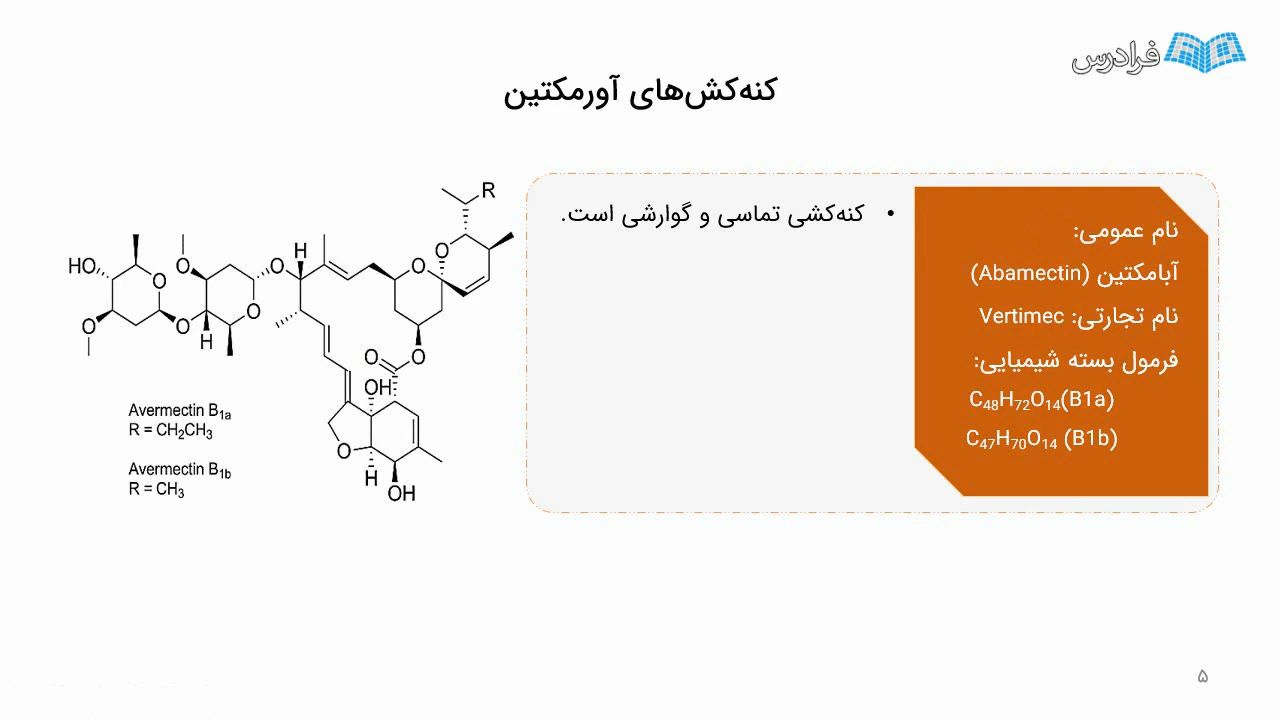 فرادرس
کنه‌کش‌های آورمکتین
نام عمومی:
آبامکتین (Abamectin)
نام تجارتی: Vertimec
فرمول بسته شیمیایی:
C₄₈H₇₂O₁₄(B1a)
C₄₇H₇₀O₁₄ (B1b)
• کنه‌کشی تماسی و گوارشی است.
R
O
O
H
O
HO
O
O
O
O
O
H
O
O
OH
O
H
OH
Avermectin B₁ₐ
R = CH₂CH₃
Avermectin B₁b
R = CH₃
۵